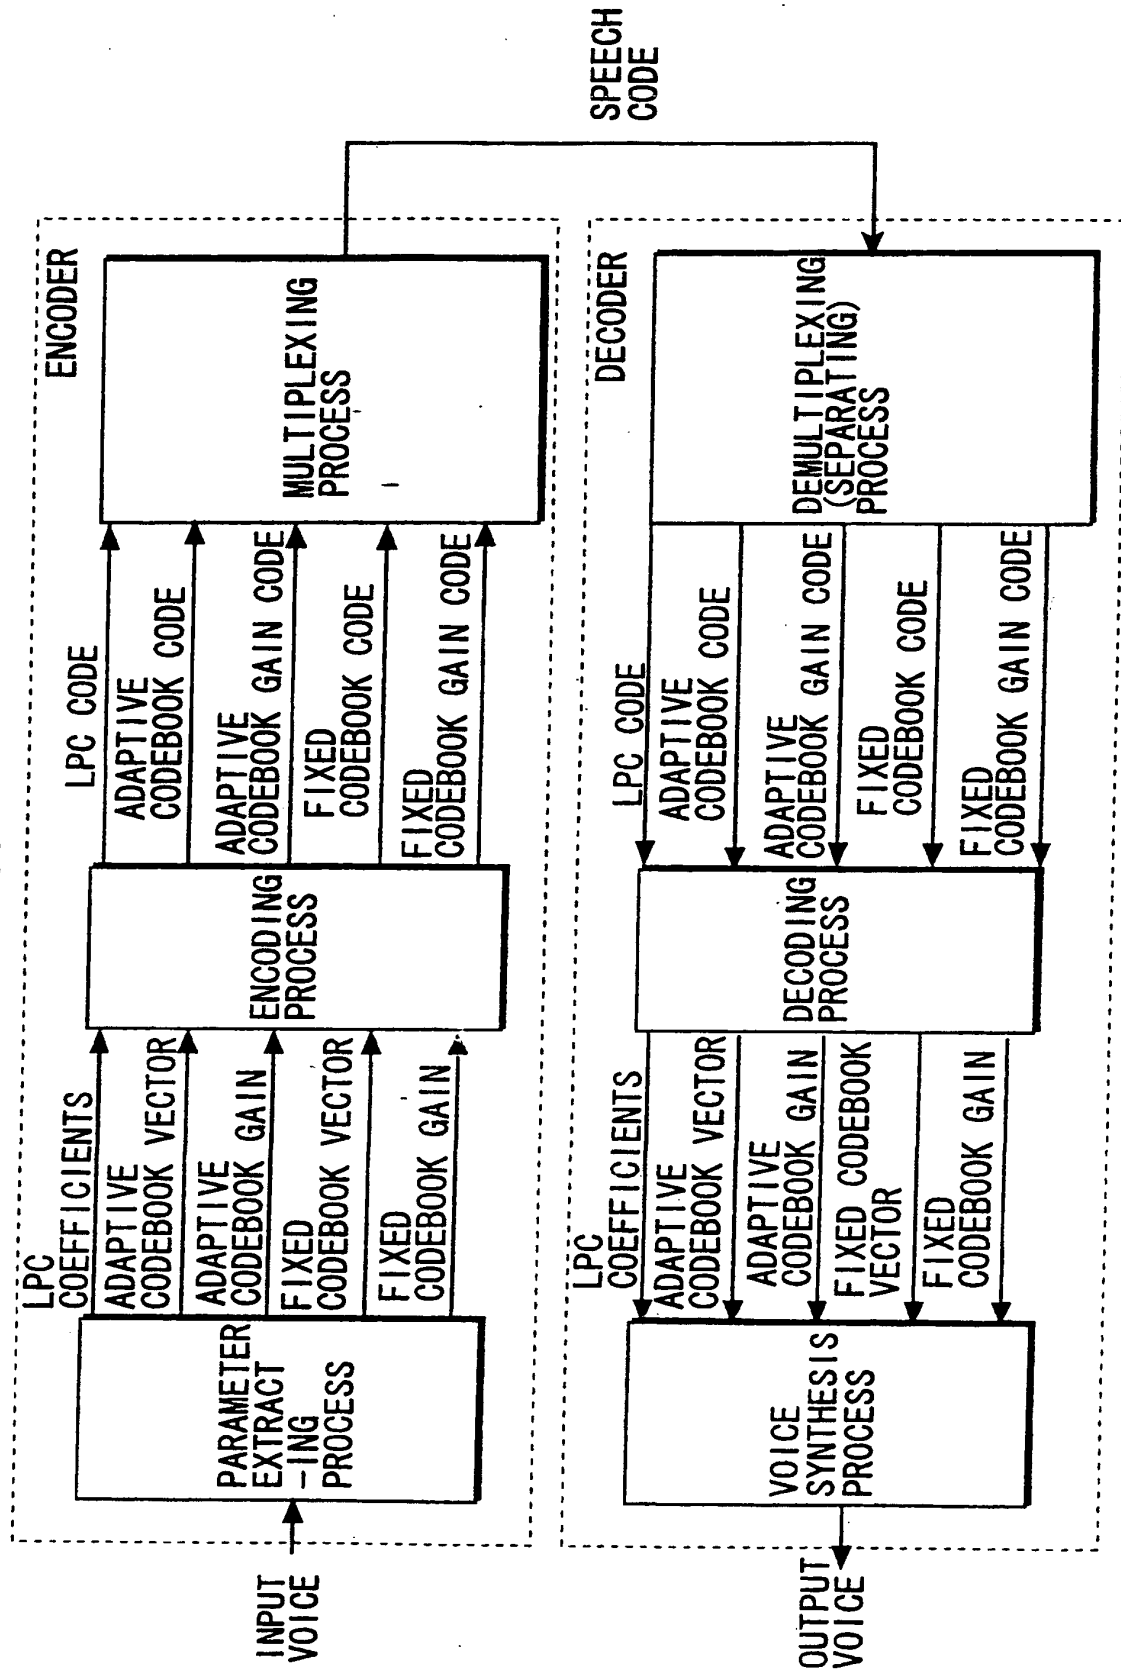 ENCODER
INPUT
VOICE
PARAMETER
EXTRACT
-ING
PROCESS
LPC
COEFFICIENTS
ADAPTIVE
CODEBOOK VECTOR
ADAPTIVE
CODEBOOK GAIN
FIXED
CODEBOOK VECTOR
FIXED
CODEBOOK GAIN
ENCODING
PROCESS
LPC CODE
ADAPTIVE
CODEBOOK CODE
ADAPTIVE
CODEBOOK GAIN CODE
FIXED
CODEBOOK CODE
FIXED
CODEBOOK GAIN CODE
MULTIPLEXING
PROCESS
SPEECH
CODE
DECODER
DEMULTIPLEXING
(SEPARATING)
PROCESS
LPC CODE
ADAPTIVE
CODEBOOK CODE
ADAPTIVE
CODEBOOK GAIN CODE
FIXED
CODEBOOK CODE
FIXED
CODEBOOK GAIN CODE
DECODING
PROCESS
LPC
COEFFICIENTS
ADAPTIVE
CODEBOOK VECTOR
ADAPTIVE
CODEBOOK GAIN
FIXED CODEBOOK
VECTOR
FIXED
CODEBOOK GAIN
VOICE
SYNTHESIS
PROCESS
OUTPUT
VOICE